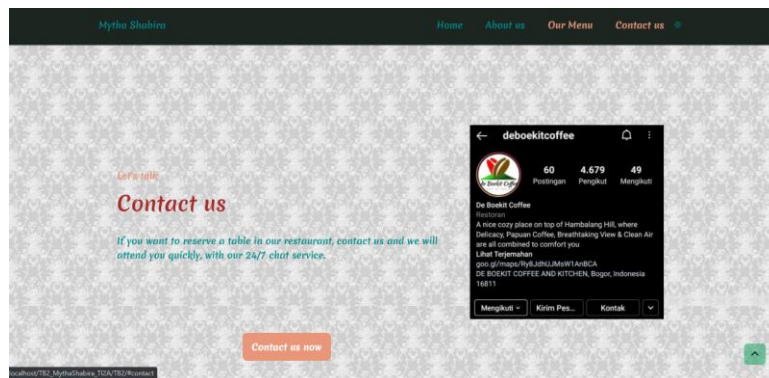 Mytha Shabira
Home About us Our Menu Contact us
Let's talk
Contact us
If you want to reserve a table in our restaurant, contact us and we will
attend you quickly, with our 24/7 chat service.
Contact us now
deboekitcoffee
de Boekit Coffee
60 4.679 49
Postingan Pengikut Mengikuti
De Boekit Coffee
Restoran
A nice cozy place on top of Hambalang Hill, where
Delicacy, Papuan Coffee, Breathtaking View & Clean Air
are all combined to comfort you
Lihat Terjemahan
goo.gl/maps/Ry8JdhUJMsW1AnBCA
DE BOEKIT COFFEE AND KITCHEN, Bogor, Indonesia
16811
Mengikuti Kirim Pes... Kontak
localhost/TB2_MythaShabira_TI2A/TB2/#contact